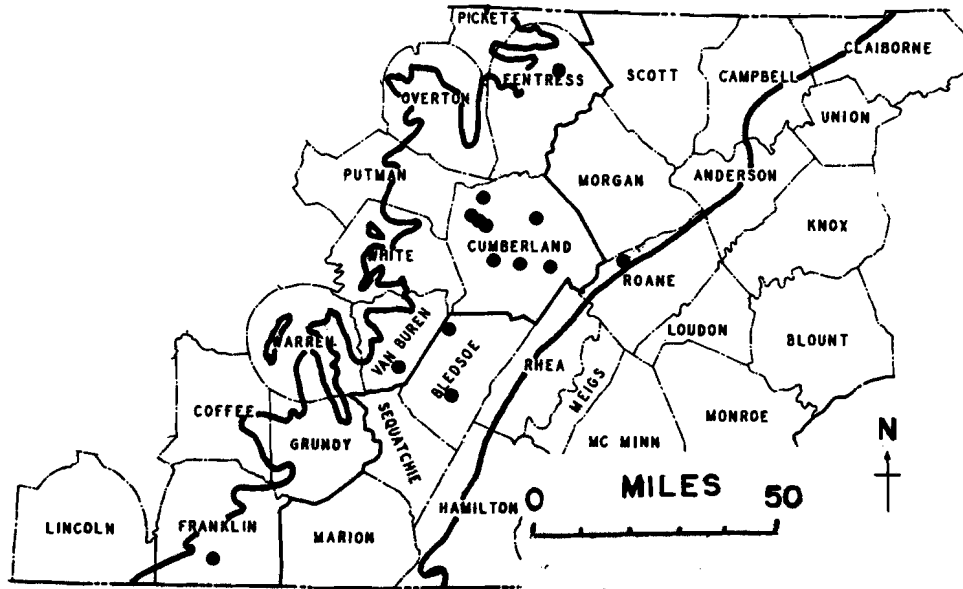 PICKETT
CLAIBORNE
SCOTT
CAMPBELL
FENTRESS
OVERTON
UNION
PUTMAN
MORGAN
ANDERSON
KNOX
CUMBERLAND
WHITE
ROANE
LOUDON
BLOUNT
WARREN
VAN BUREN
BLEDSOE
RHEA
MEIGS
MONROE
COFFEE
SEQUATCHIE
GRUNDY
MC MINN
N
0 MILES 50
HAMILTON
LINCOLN
FRANKLIN
MARION